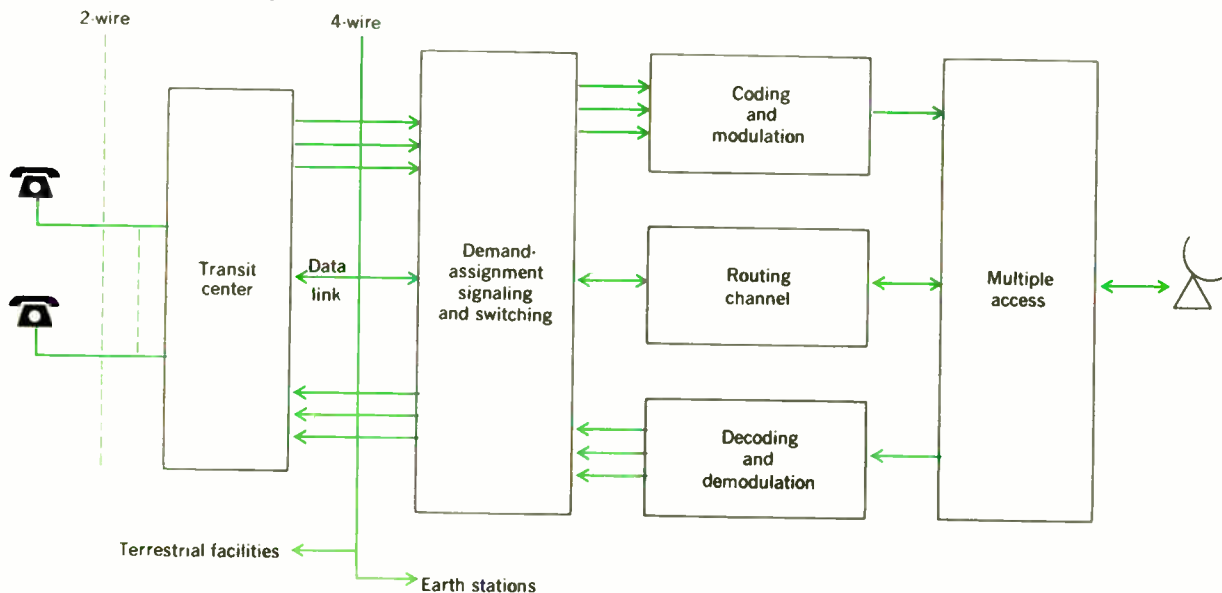 2-wire
4-wire
Transit
center
Data
link
Demand-
assignment
signaling
and switching
Coding
and
modulation
Routing
channel
Decoding
and
demodulation
Multiple
access
Terrestrial facilities
Earth stations